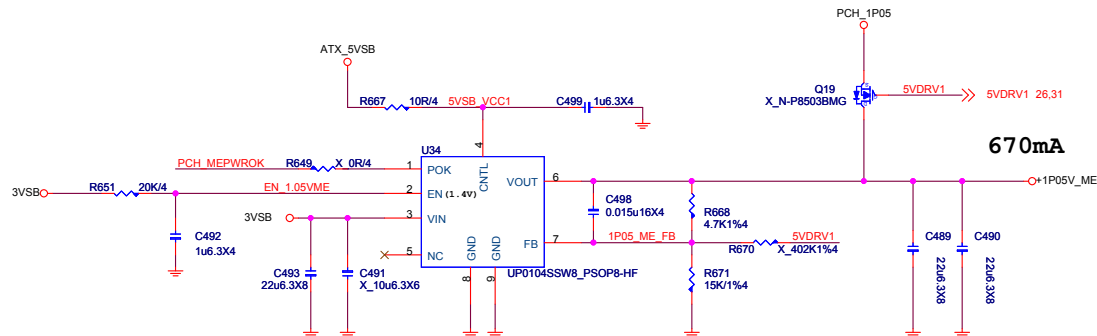 PCH_1P05
ATX_5VSB
R667
10R/4
5VSB_VCC1
C499
1u6.3X4
Q19
X_N-P8503BMG
5VDRV1
5VDRV1 26,31
670mA
U34
4
CNTL
PCH_MEPWROK
R649
X_0R/4
1
POK
3VSB
R651
20K/4
EN_1.05VME
2
EN(1.4V)
VOUT
6
+1P05V_ME
3VSB
3
VIN
C498
0.015u16X4
R668
4.7K1%4
C492
1u6.3X4
5
NC
GND
GND
FB
7
1P05_ME_FB
5VDRV1
R670
X_402K1%4
C489
22u6.3X8
C490
22u6.3X8
C493
22u6.3X8
C491
X_10u6.3X6
8
9
UP0104SSW8_PSOP8-HF
R671
15K/1%4